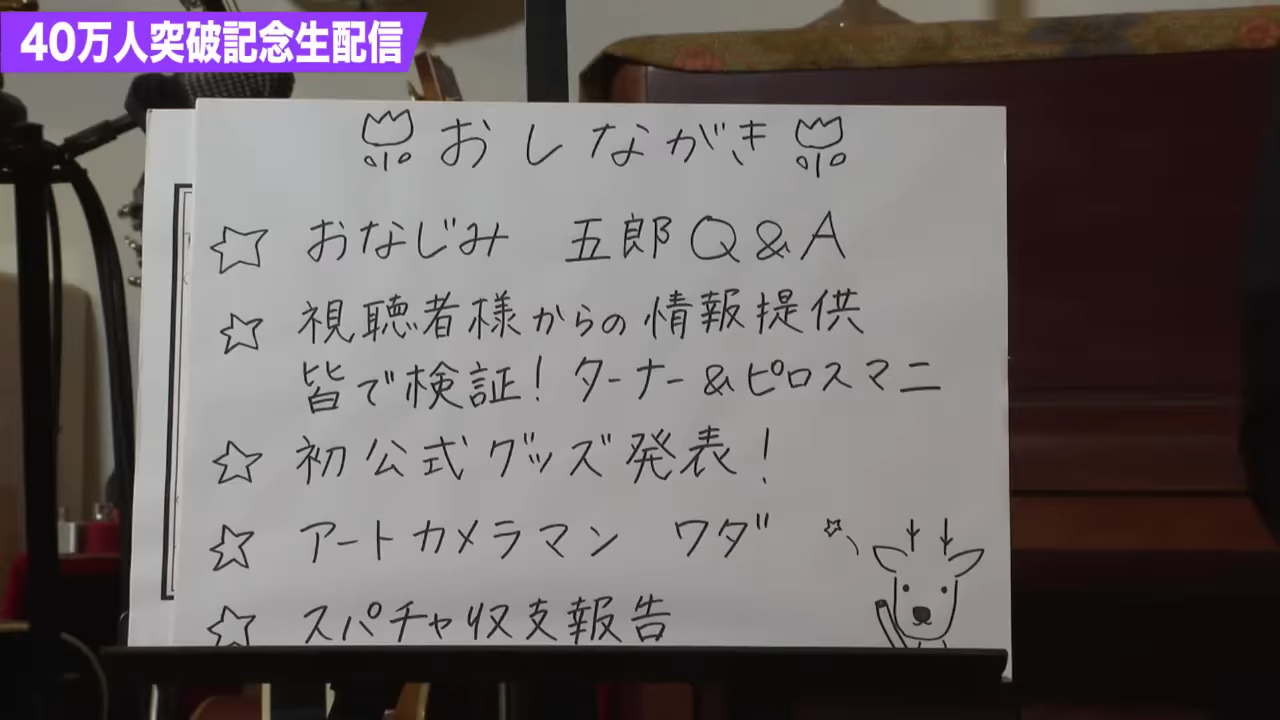 40万人突破記念生配信
おしながき
☆ おなじみ 五郎Q&A
☆ 視聴者様からの情報提供
皆で検証！ターナー&ピロスマニ
☆ 初公式グッズ発表！
☆ アートカメラマン ワダ
☆ スパチャ収支報告